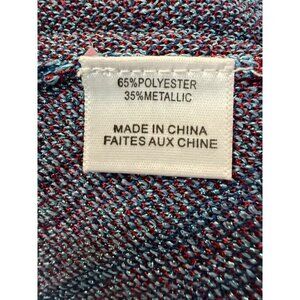 65%POLYESTER
35%METALLIC
MADE IN CHINA
FAITES AUX CHINE